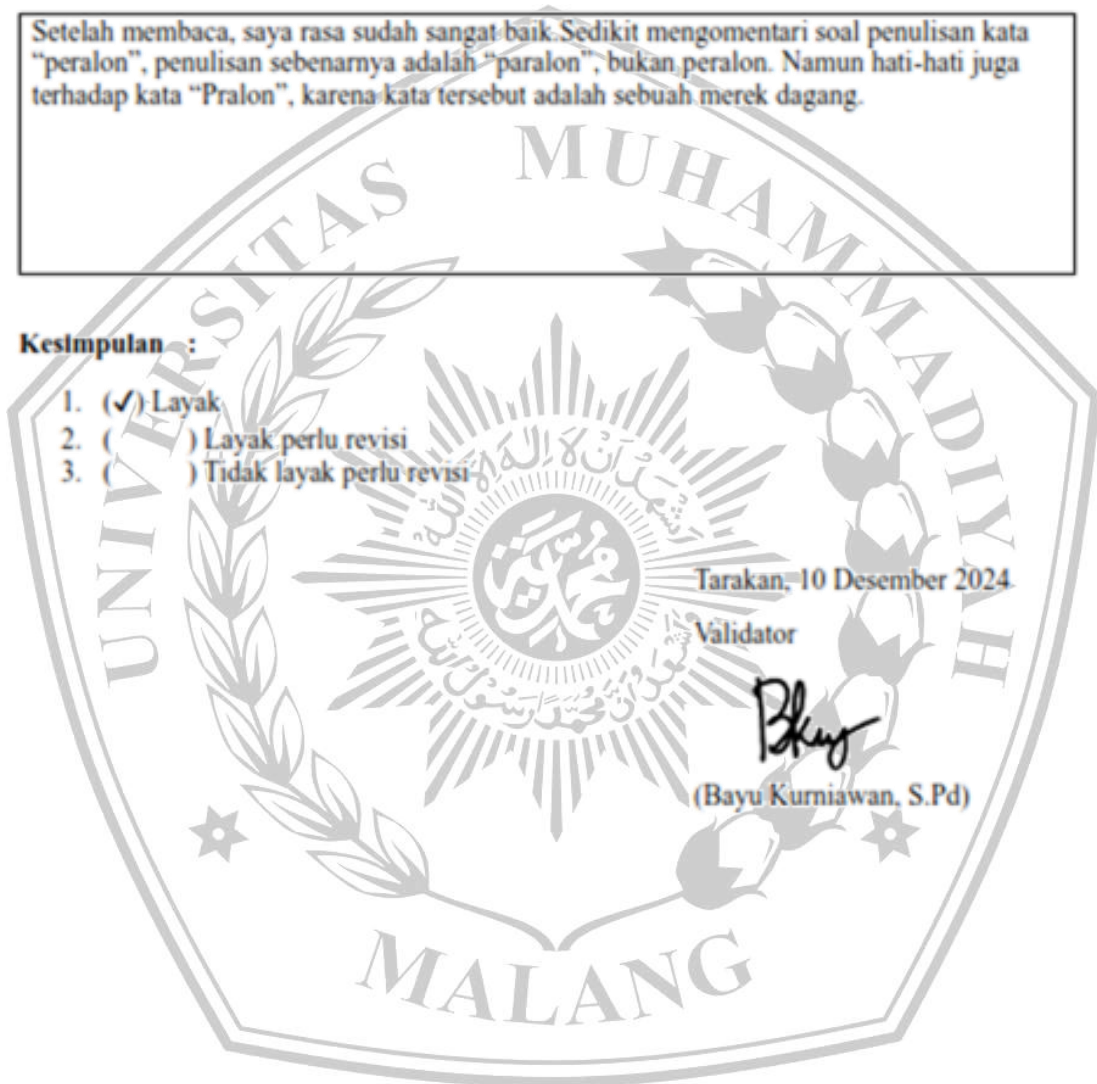 Setelah membaca, saya rasa sudah sangat baik.Sedikit mengomentari soal penulisan kata
“peralon”, penulisan sebenarnya adalah “paralon”, bukan peralon. Namun hati-hati juga
terhadap kata “Pralon”, karena kata tersebut adalah sebuah merek dagang.
UNIVERSITAS MUHAMMADIYAH
Kesimpulan :
1. (✓) Layak
2. ( ) Layak perlu revisi
3. ( ) Tidak layak perlu revisi
Tarakan, 10 Desember 2024
Validator
(Bayu Kurniawan, S.Pd)
MALANG